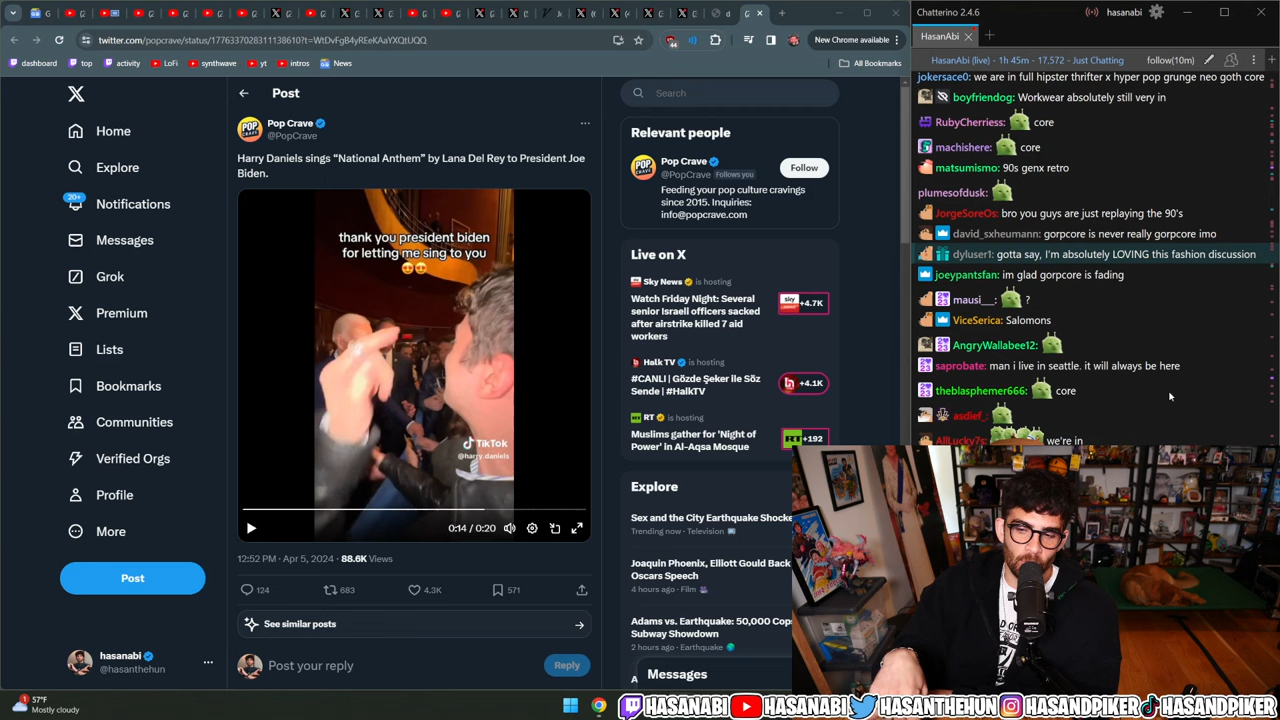 New Chrome available
twitter.com/popcrave/status/1776337028311138610?t=WtDvFgB4yREeKAaYXQtUQQ
44
dashboard
top
activity
LoFi
synthwave
yt
intros
News
All Bookmarks
Home
Explore
20+
Notifications
Messages
Grok
Premium
Lists
Bookmarks
Communities
Verified Orgs
Profile
More
Post
hasanabi
@hasanthehun
Post
POP CRAVE
Pop Crave
@PopCrave
Harry Daniels sings “National Anthem” by Lana Del Rey to President Joe
Biden.
thank you president biden
for letting me sing to you
TikTok
@harry.daniels
0:14 / 0:20
12:52 PM · Apr 5, 2024 · 88.6K Views
124
683
4.3K
571
See similar posts
Post your reply
Reply
Search
Relevant people
POP CRAVE
Pop Crave
@PopCrave Follows you
Follow
Feeding your pop culture cravings
since 2015. Inquiries:
info@popcrave.com
Live on X
Sky News is hosting
Watch Friday Night: Several
senior Israeli officers sacked
after airstrike killed 7 aid
workers
+4.7K
Halk TV is hosting
#CANLI | Gözde Şeker ile Söz
Sende | #HalkTV
+4.1K
RT is hosting
Muslims gather for 'Night of
Power' in Al-Aqsa Mosque
+192
Explore
Sex and the City Earthquake Shocke
Trending now · Television
Joaquin Phoenix, Elliott Gould Back
Oscars Speech
4 hours ago · Film
Adams vs. Earthquake: 50,000 Cops
Subway Showdown
2 hours ago · Earthquake
Messages
Chatterino 2.4.6
hasanabi
HasanAbi
HasanAbi (live) - 1h 45m - 17,572 - Just Chatting
follow(10m)
jokersace0: we are in full hipster thrifter x hyper pop grunge neo goth core
boyfriendog: Workwear absolutely still very in
RubyCherriess: core
machishere: core
matsumismo: 90s genx retro
plumesofdusk:
JorgeSoreOs: bro you guys are just replaying the 90's
david_sxheumann: gorpcore is never really gorpcore imo
dyluser1: gotta say, I'm absolutely LOVING this fashion discussion
joeypantsfan: im glad gorpcore is fading
mausi__: ?
ViceSerica: Salomons
AngryWallabee12:
saprobate: man i live in seattle. it will always be here
theblasphemer666: core
asdief_:
AllLucky7s: we're in
57°F
Mostly cloudy
HASANABI
HASANABI
HASANTHEHUN
HASANDPIKER
HASANDPIKER